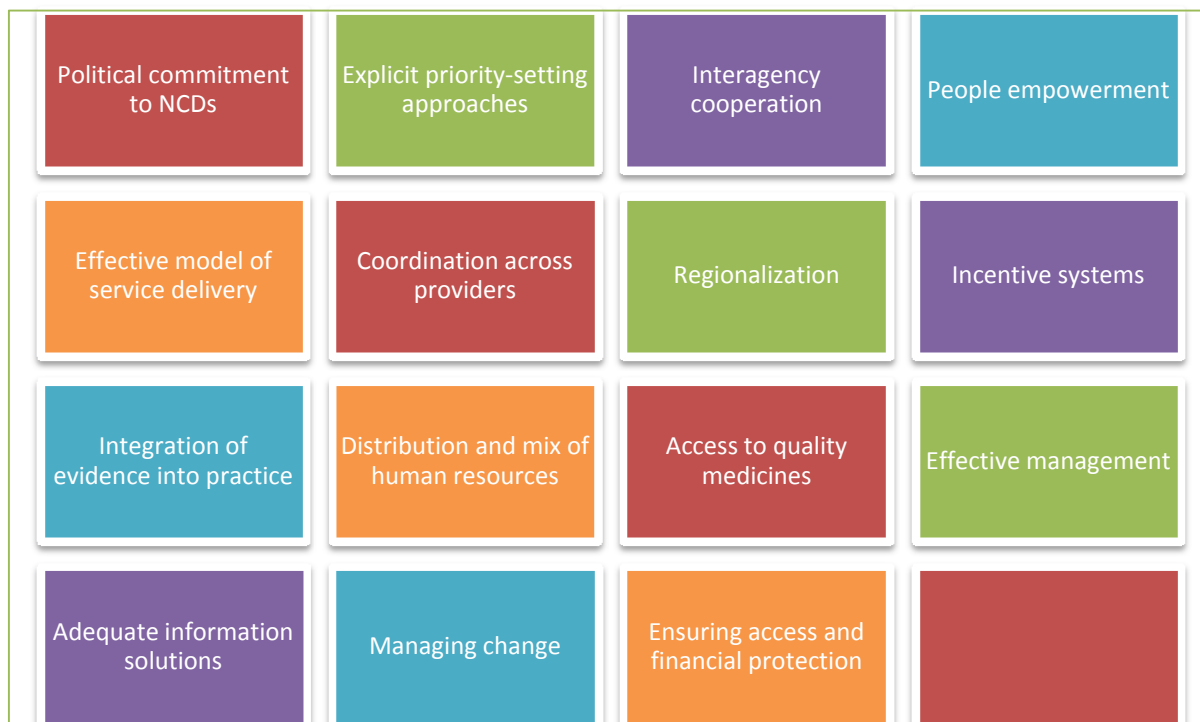 Political commitment
to NCDs
Explicit priority-setting
approaches
Interagency
cooperation
People empowerment
Effective model of
service delivery
Coordination across
providers
Regionalization
Incentive systems
Integration of
evidence into practice
Distribution and mix of
human resources
Access to quality
medicines
Effective management
Adequate information
solutions
Managing change
Ensuring access and
financial protection